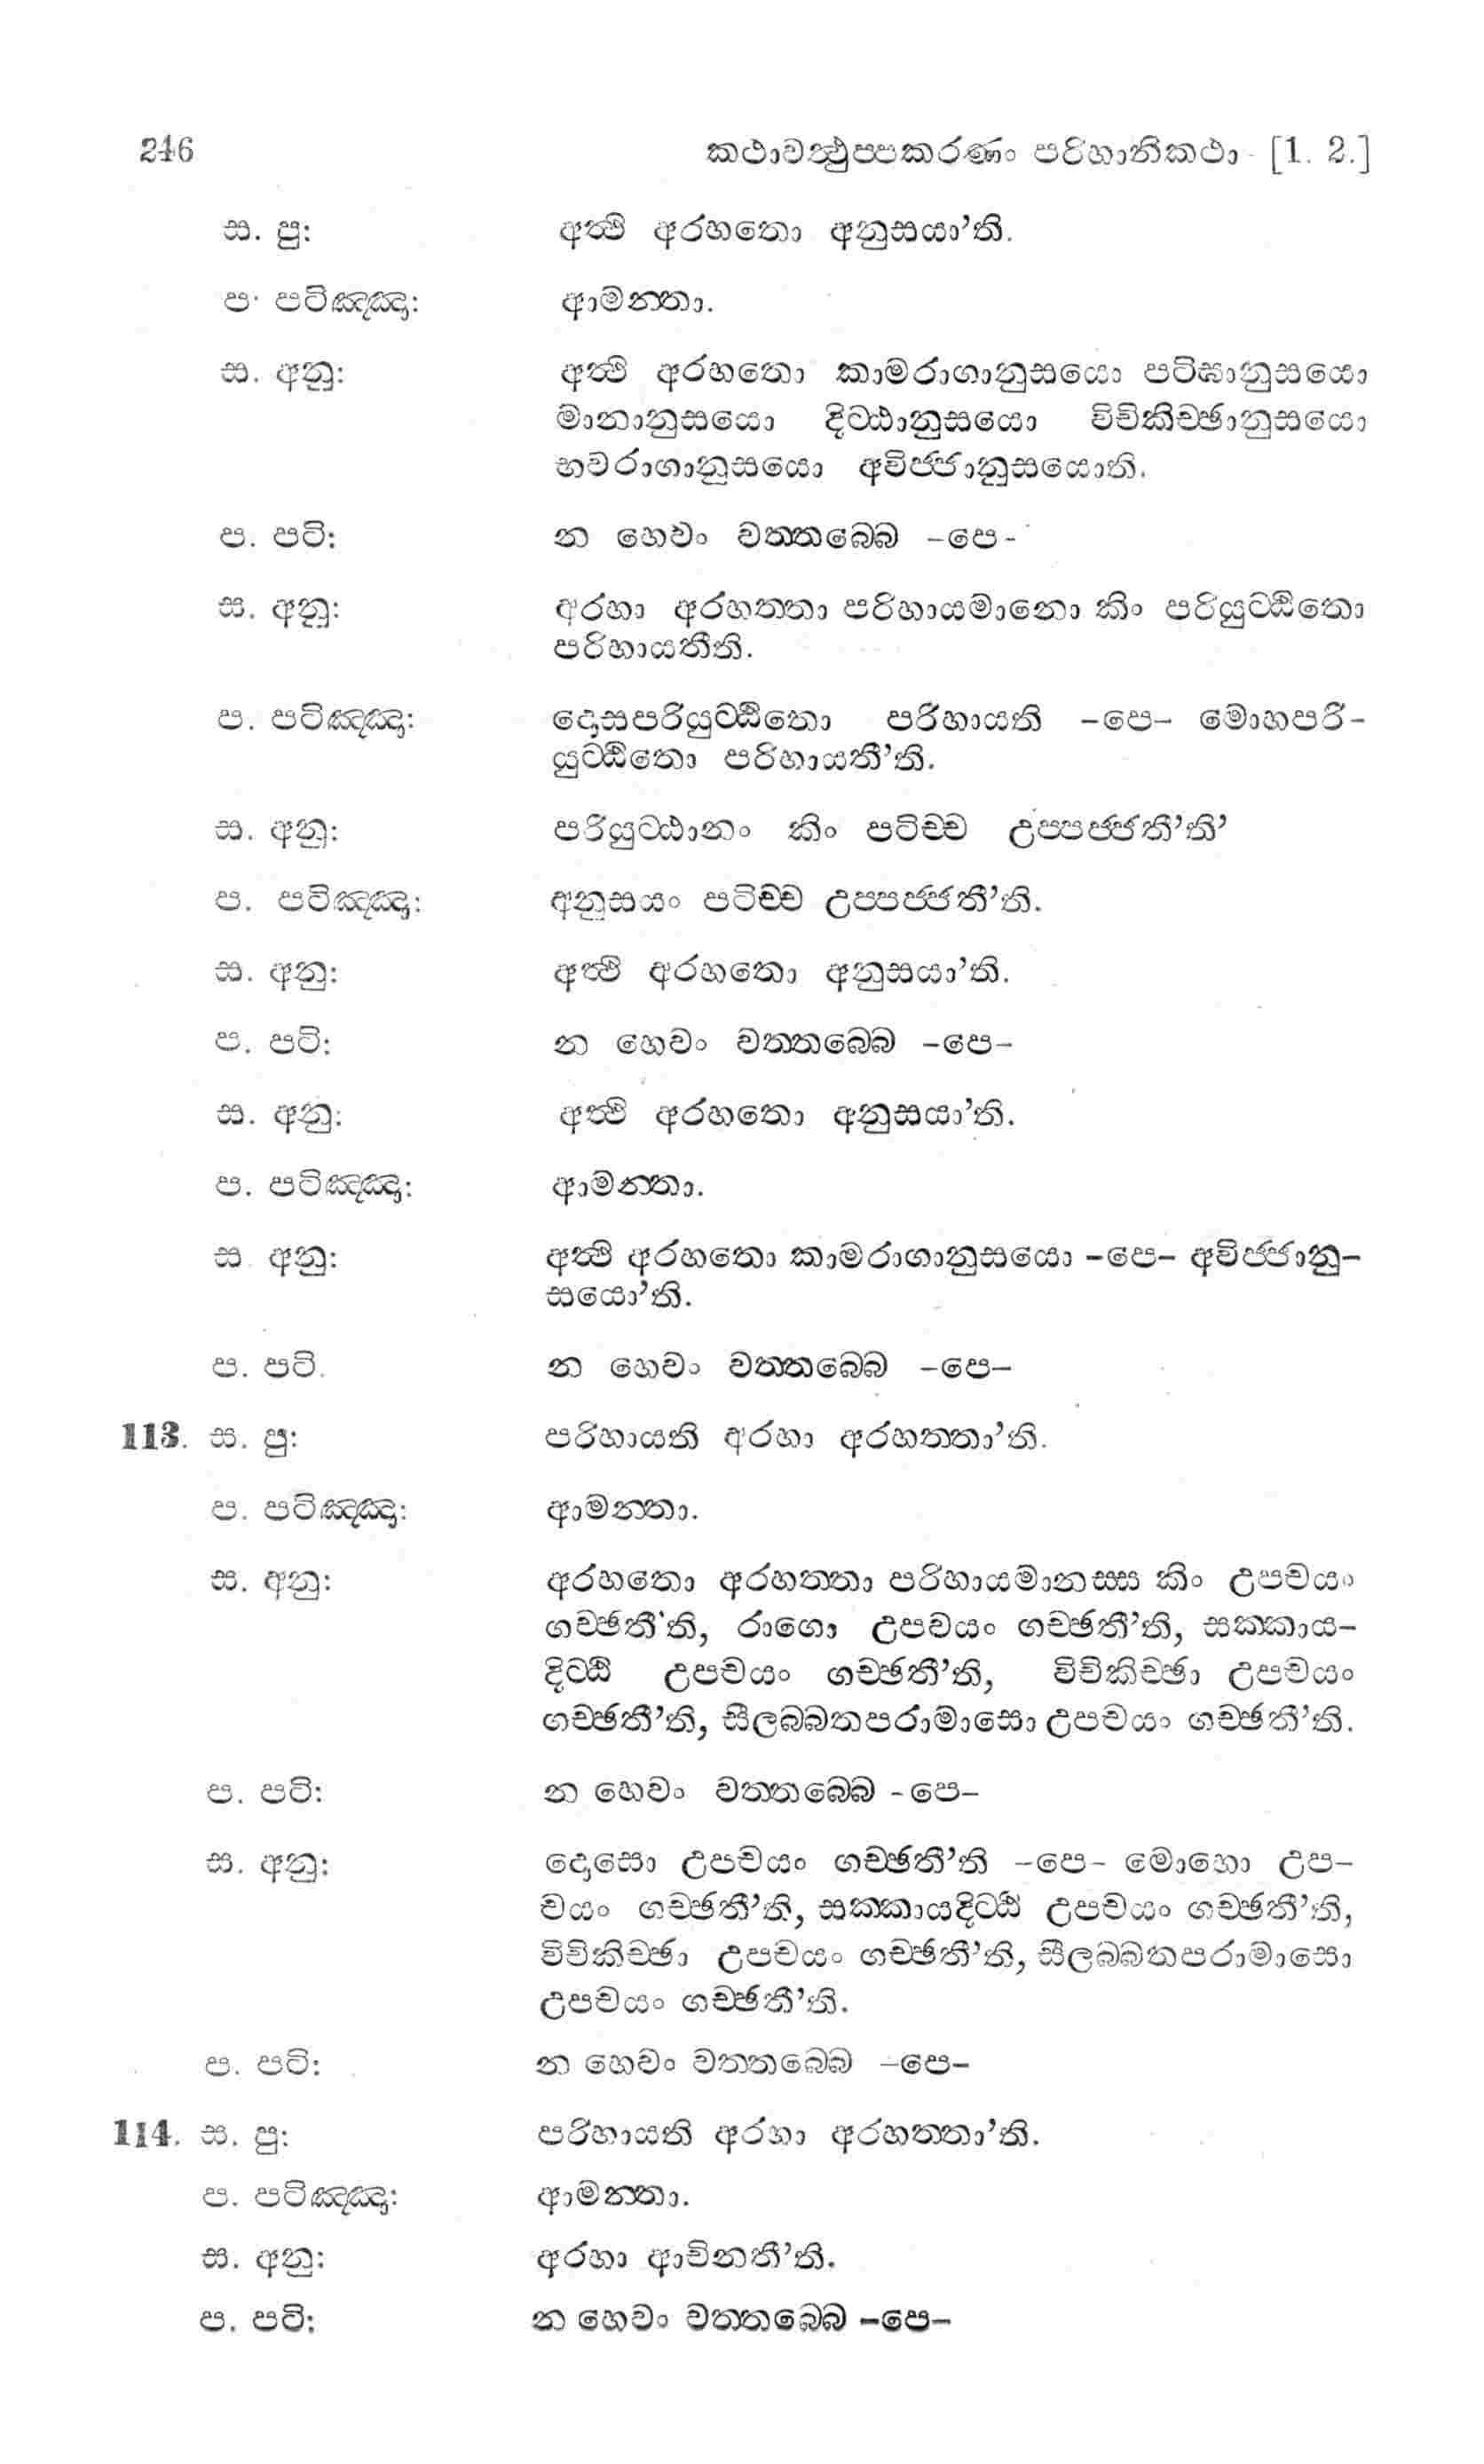 246 කථාවත්ථුප්පකරණං පරිහානිකථා - [1. 2.]
ස. පු: අත්ථි අරහතො අනුසයා’ති.
ප. පටිඤ්ඤා: ආමන්තා.
ස. අනු: අත්ථි අරහතො කාමරාගානුසයො පටිඝානුසයො
මානානුසයො දිට්ඨානුසයො විචිකිච්ඡානුසයො
භවරාගානුසයො අවිජ්ජානුසයොති.
ප. පටි: න හෙවං වත්තබ්බෙ -පෙ-
ස. අනු: අරහා අරහත්තා පරිහායමානො කිං පරියුට්ඨිතො
පරිහායතීති.
ප. පටිඤ්ඤා: දොසපරියුට්ඨිතො පරිහායති -පෙ- මොහපරි-
යුට්ඨිතො පරිහායතී’ති.
ස. අනු: පරියුට්ඨානං කිං පටිච්ච උප්පජ්ජතී’ති’
ප. පටිඤ්ඤා: අනුසයං පටිච්ච උප්පජ්ජතී’ති.
ස. අනු: අත්ථි අරහතො අනුසයා’ති.
ප. පටි: න හෙවං වත්තබ්බෙ -පෙ-
ස. අනු: අත්ථි අරහතො අනුසයා’ති.
ප. පටිඤ්ඤා: ආමන්තා.
ස. අනු: අත්ථි අරහතො කාමරාගානුසයො -පෙ- අවිජ්ජානු-
සයො’ති.
ප. පටි. න හෙවං වත්තබ්බෙ -පෙ-
113. ස. පු: පරිහායති අරහා අරහත්තා’ති.
ප. පටිඤ්ඤා: ආමන්තා.
ස. අනු: අරහතො අරහත්තා පරිහායමානස්ස කිං උපචයං
ගච්ඡතී’ති, රාගො උපචයං ගච්ඡතී’ති, සක්කාය-
දිට්ඨි උපචයං ගච්ඡතී’ති, විචිකිච්ඡා උපචයං
ගච්ඡතී’ති, සීලබ්බතපරාමාසො උපචයං ගච්ඡතී’ති.
ප. පටි: න හෙවං වත්තබ්බෙ -පෙ-
ස. අනු: දොසො උපචයං ගච්ඡතී’ති -පෙ- මොහො උප-
චයං ගච්ඡතී’ති, සක්කායදිට්ඨි උපචයං ගච්ඡතී’ති,
විචිකිච්ඡා උපචයං ගච්ඡතී’ති, සීලබ්බතපරාමාසො
උපචයං ගච්ඡතී’ති.
ප. පටි: න හෙවං වත්තබ්බෙ -පෙ-
114. ස. පු: පරිහායති අරහා අරහත්තා’ති.
ප. පටිඤ්ඤා: ආමන්තා.
ස. අනු: අරහා ආචිනතී’ති.
ප. පටි: න හෙවං වත්තබ්බෙ -පෙ-